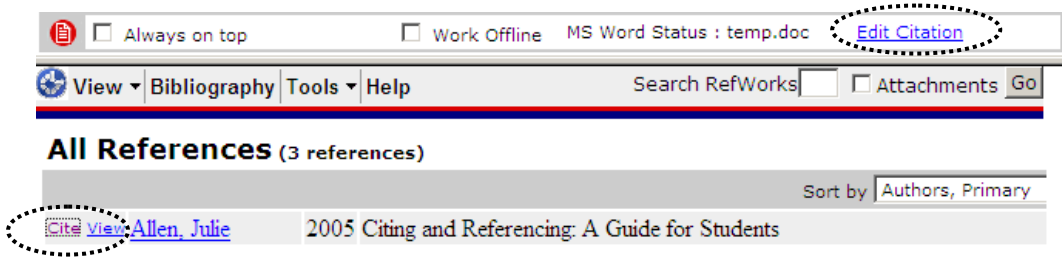 Always on top Work Offline MS Word Status : temp.doc Edit Citation
View Bibliography Tools Help Search RefWorks Attachments Go
All References (3 references)
Sort by Authors, Primary
Cite View Allen, Julie 2005 Citing and Referencing: A Guide for Students